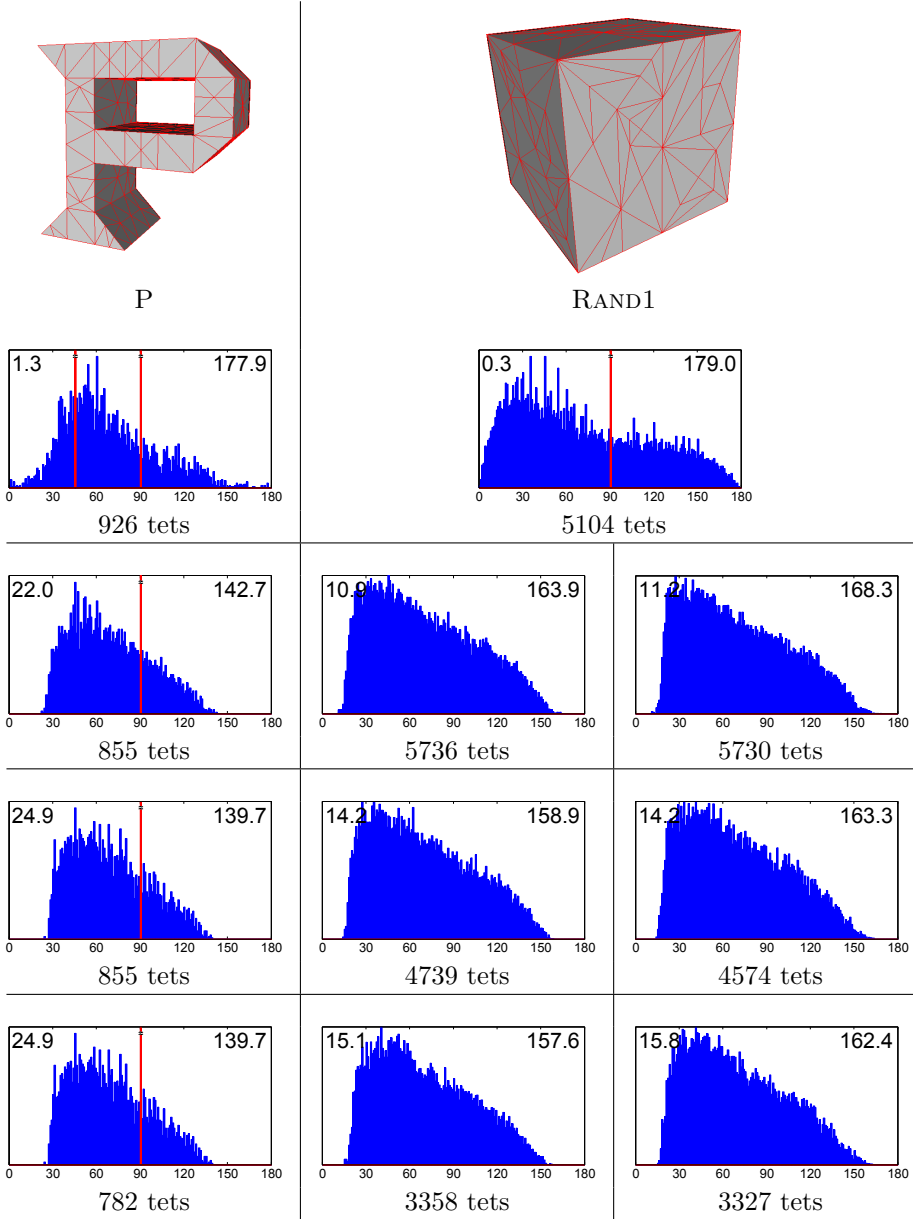 P
RAND1
1.3 177.9
0 30 60 90 120 150 180
926 tets
0.3 179.0
0 30 60 90 120 150 180
5104 tets
22.0 142.7
0 30 60 90 120 150 180
855 tets
10.9 163.9
0 30 60 90 120 150 180
5736 tets
11.2 168.3
0 30 60 90 120 150 180
5730 tets
24.9 139.7
0 30 60 90 120 150 180
855 tets
14.2 158.9
0 30 60 90 120 150 180
4739 tets
14.2 163.3
0 30 60 90 120 150 180
4574 tets
24.9 139.7
0 30 60 90 120 150 180
782 tets
15.1 157.6
0 30 60 90 120 150 180
3358 tets
15.8 162.4
0 30 60 90 120 150 180
3327 tets